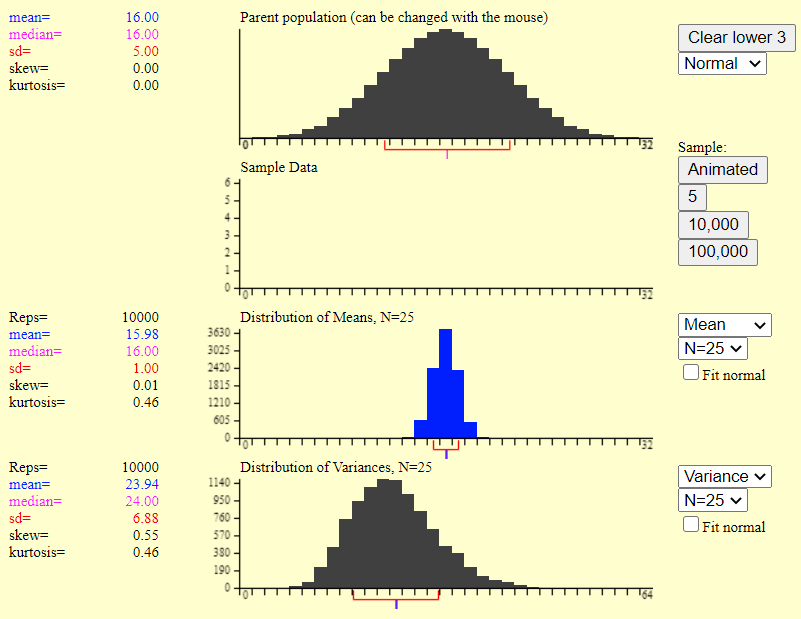 mean= 16.00
median= 16.00
sd= 5.00
skew= 0.00
kurtosis= 0.00
Parent population (can be changed with the mouse)
0 32
Clear lower 3
Normal
Sample Data
6
5
4
3
2
1
0
0 32
Sample:
Animated
5
10,000
100,000
Reps= 10000
mean= 15.98
median= 16.00
sd= 1.00
skew= 0.01
kurtosis= 0.46
Distribution of Means, N=25
3630
3025
2420
1815
1210
605
0
0 32
Mean
N=25
Fit normal
Reps= 10000
mean= 23.94
median= 24.00
sd= 6.88
skew= 0.55
kurtosis= 0.46
Distribution of Variances, N=25
1140
950
760
570
380
190
0
0 64
Variance
N=25
Fit normal